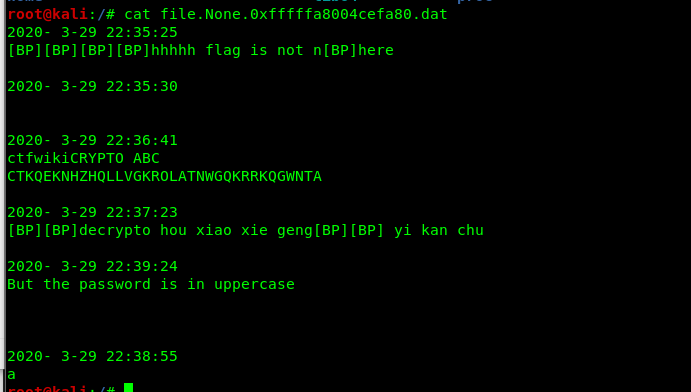 root@kali:/# cat file.None.0xfffffa8004cefa80.dat
2020- 3-29 22:35:25
[BP][BP][BP][BP]hhhhh flag is not n[BP]here
2020- 3-29 22:35:30
2020- 3-29 22:36:41
ctfwikiCRYPTO ABC
CTKQEKNHZHQLLVGKROLATNWGQKRRKQGWNTA
2020- 3-29 22:37:23
[BP][BP]decrypto hou xiao xie geng[BP][BP] yi kan chu
2020- 3-29 22:39:24
But the password is in uppercase
2020- 3-29 22:38:55
a
root@kali:/#